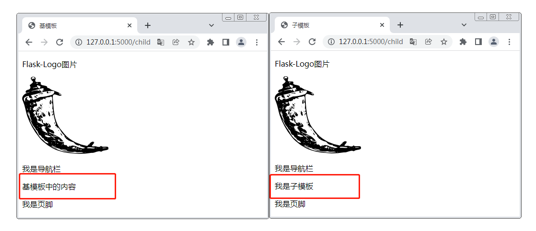 基模板
127.0.0.1:5000/child
Flask-Logo图片
我是导航栏
基模板中的内容
我是页脚
子模板
127.0.0.1:5000/child
Flask-Logo图片
我是导航栏
我是子模板
我是页脚